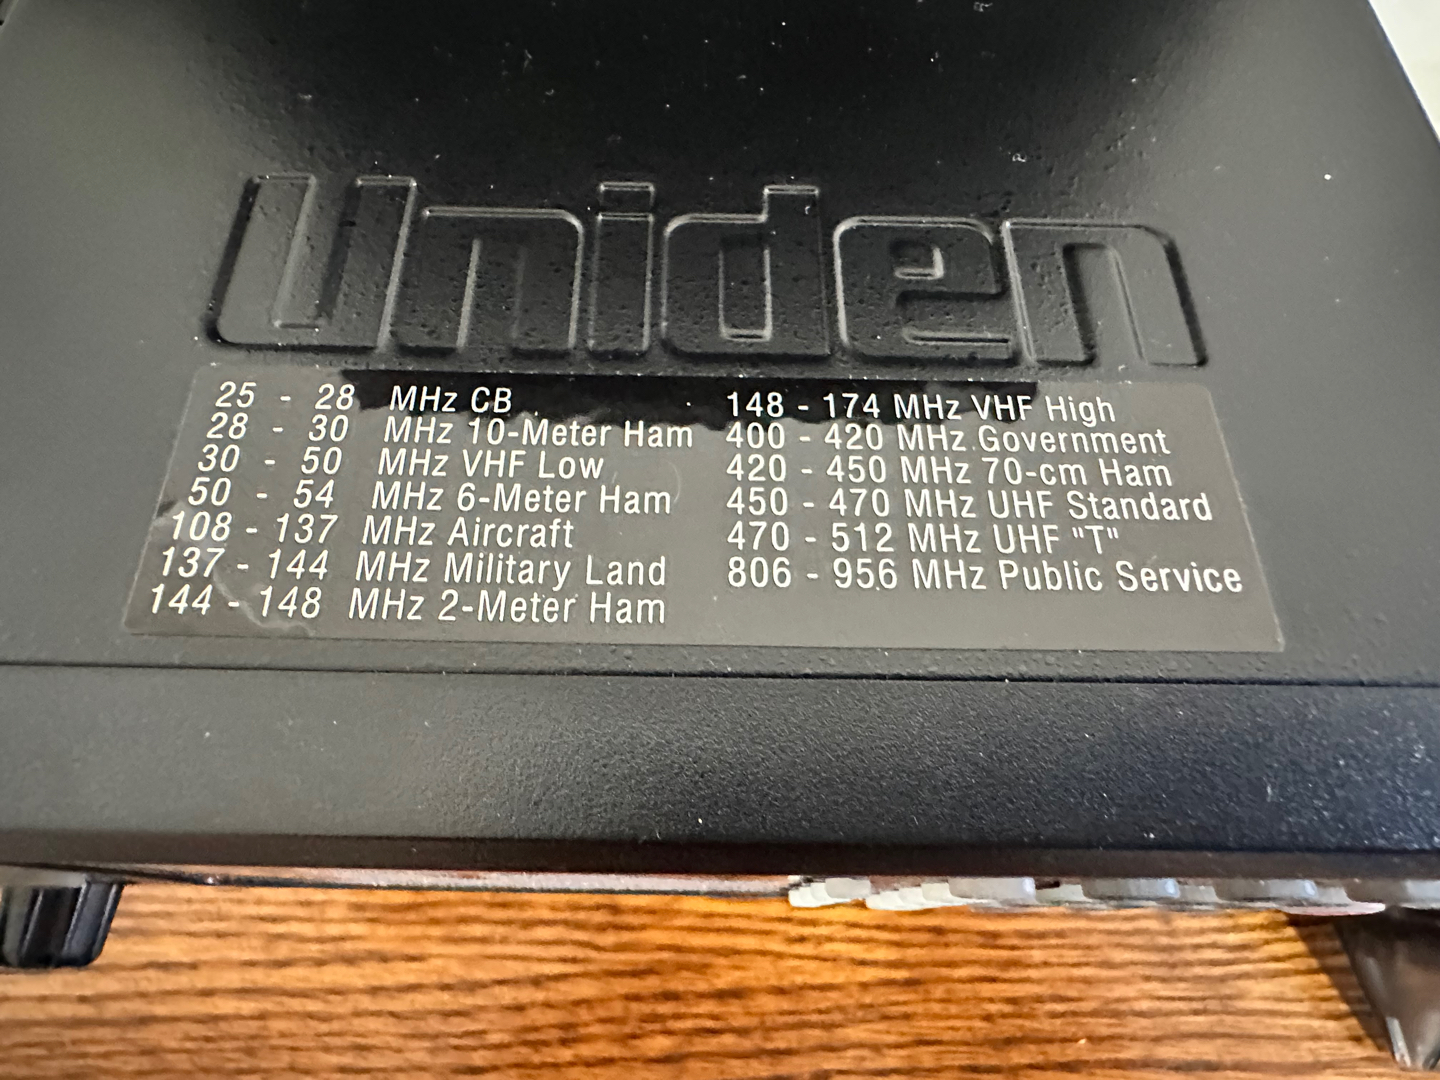 Uniden
25 - 28 MHz CB
28 - 30 MHz 10-Meter Ham
30 - 50 MHz VHF Low
50 - 54 MHz 6-Meter Ham
108 - 137 MHz Aircraft
137 - 144 MHz Military Land
144 - 148 MHz 2-Meter Ham
148 - 174 MHz VHF High
400 - 420 MHz Government
420 - 450 MHz 70-cm Ham
450 - 470 MHz UHF Standard
470 - 512 MHz UHF "T"
806 - 956 MHz Public Service